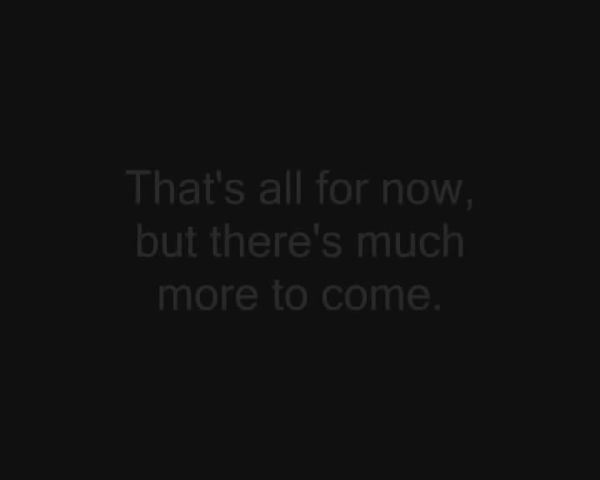 That's all for now,
but there's much
more to come.